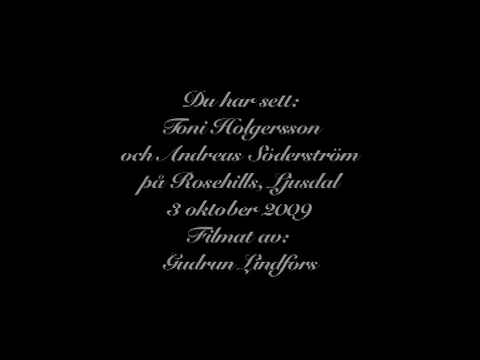 Du har sett:
Toni Holgersson
och Andreas Söderström
på Rosehills, Ljusdal
3 oktober 2009
Filmat av:
Gudrun Lindfors